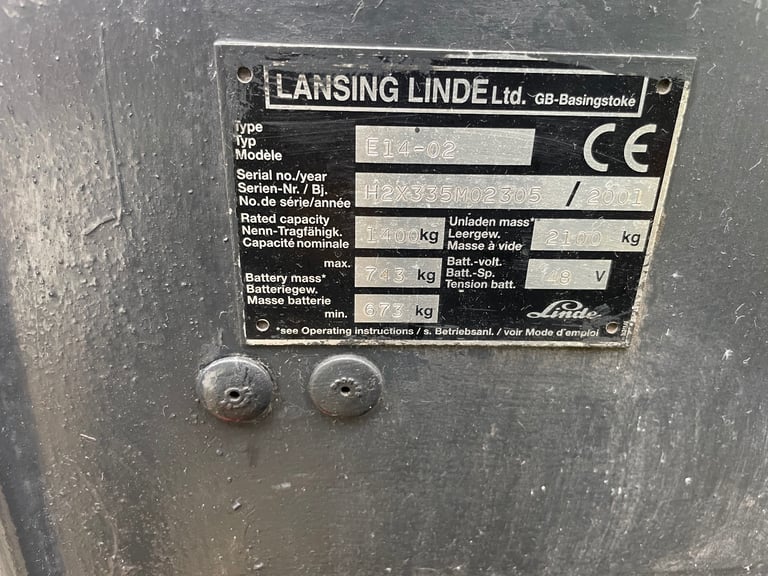 LANSING LINDE Ltd. GB-Basingstoke
Type
Typ
Modèle
E14-02
CE
Serial no./year
Serien-Nr. / Bj.
No.de série/année
H2X335M02305 / 2001
Rated capacity
Nenn-Tragfähigk.
Capacité nominale
1400 kg
Unladen mass*
Leergew.
Masse à vide
2100 kg
max.
Battery mass*
Batteriegew.
Masse batterie
min.
743 kg
673 kg
Batt.-volt.
Batt.-Sp.
Tension batt.
48 V
Linde
*see Operating instructions / s. Betriebsanl. / voir Mode d'emploi